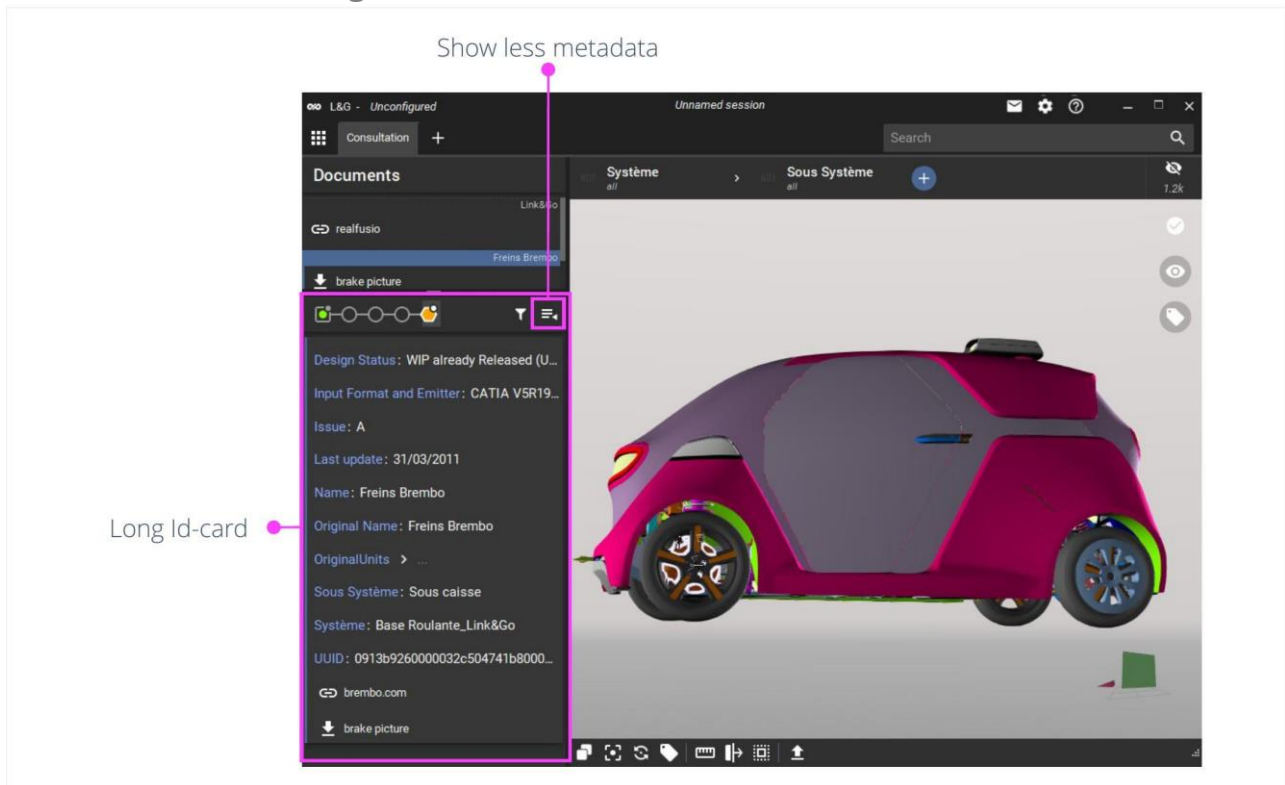 Show less metadata
L&G - Unconfigured
Unnamed session
Consultation +
Search
Documents
Système
all
Sous Système
all
1.2k
Link&Go
realfusio
Freins Brembo
brake picture
Design Status: WIP already Released (U...
Input Format and Emitter: CATIA V5R19...
Issue: A
Last update: 31/03/2011
Name: Freins Brembo
Long Id-card
Original Name: Freins Brembo
OriginalUnits > ...
Sous Système: Sous caisse
Système: Base Roulante_Link&Go
UUID: 0913b9260000032c504741b8000...
brembo.com
brake picture